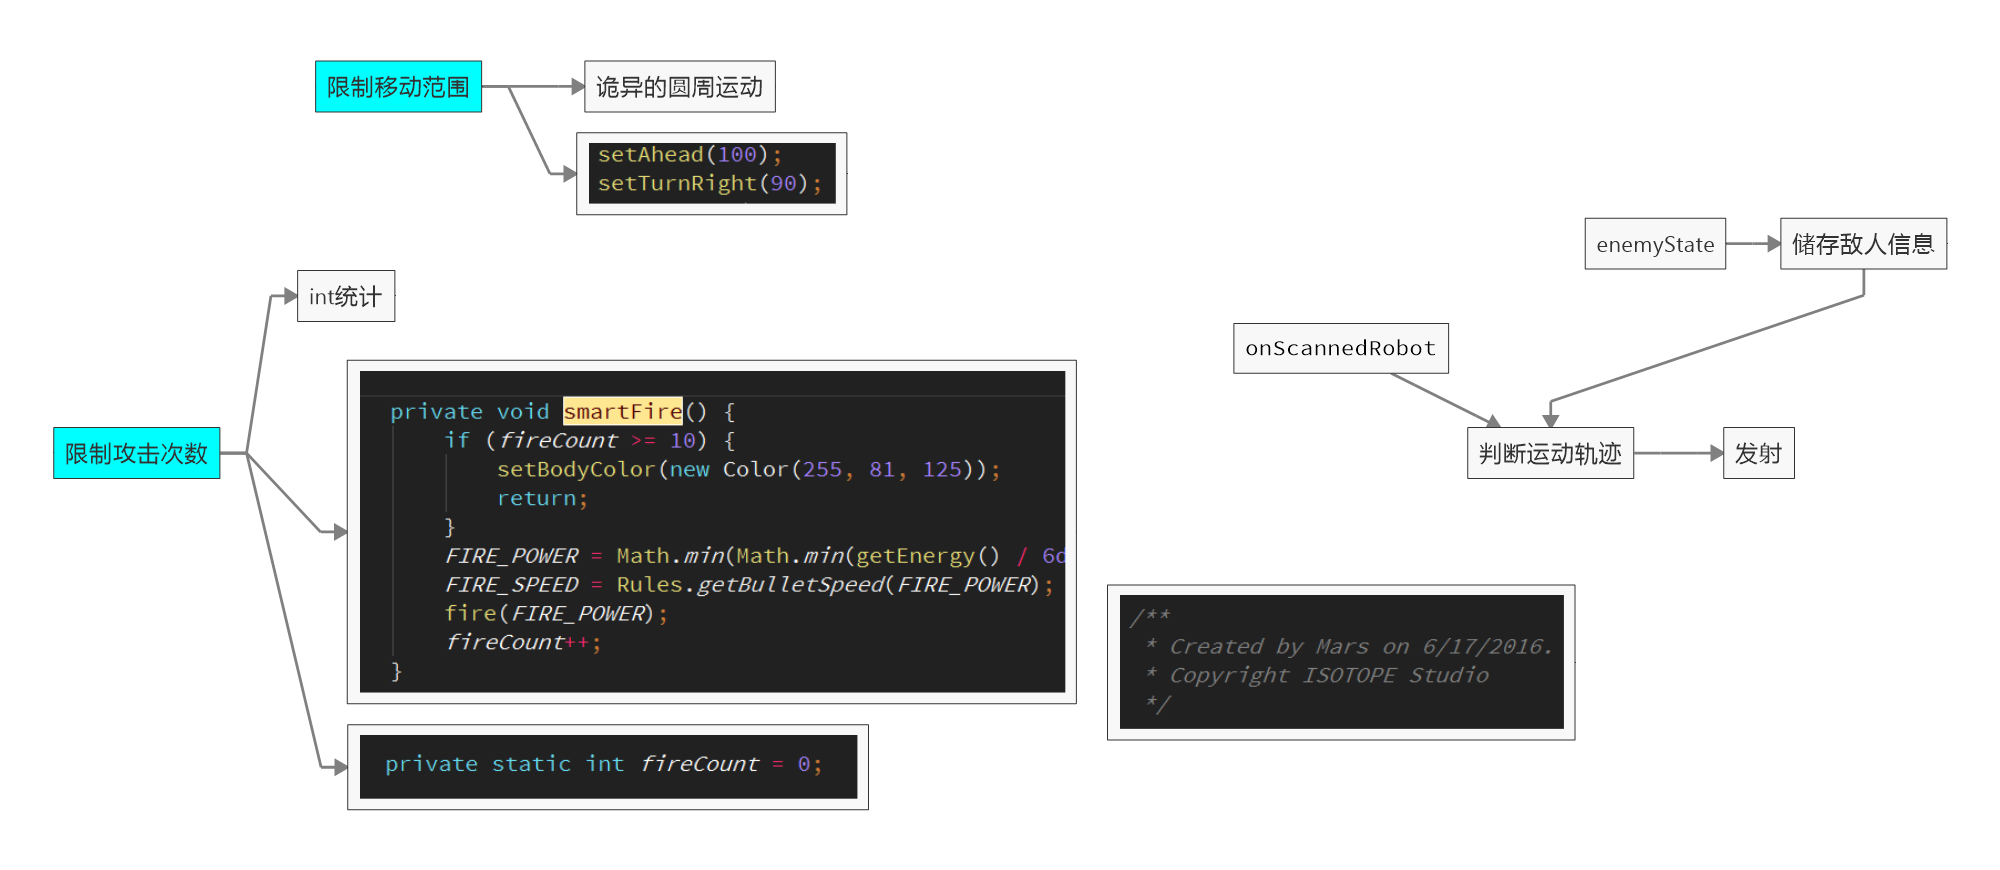 限制移动范围
诡异的圆周运动
setAhead(100);
setTurnRight(90);
int统计
限制攻击次数
private void smartFire() {
if (fireCount >= 10) {
setBodyColor(new Color(255, 81, 125));
return;
}
FIRE_POWER = Math.min(Math.min(getEnergy() / 6d
FIRE_SPEED = Rules.getBulletSpeed(FIRE_POWER);
fire(FIRE_POWER);
fireCount++;
}
private static int fireCount = 0;
enemyState
储存敌人信息
onScannedRobot
判断运动轨迹
发射
/**
* Created by Mars on 6/17/2016.
* Copyright ISOTOPE Studio
*/